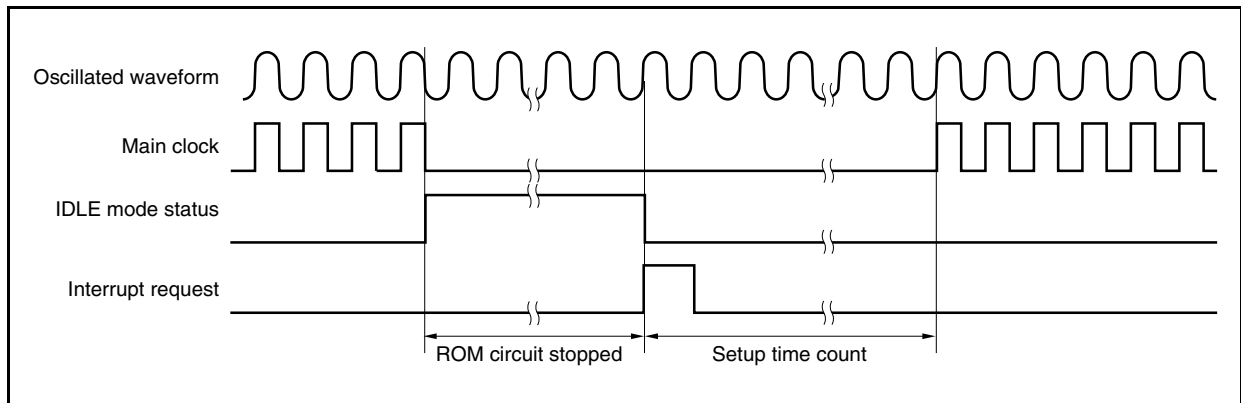 Oscillated waveform
Main clock
IDLE mode status
Interrupt request
ROM circuit stopped
Setup time count